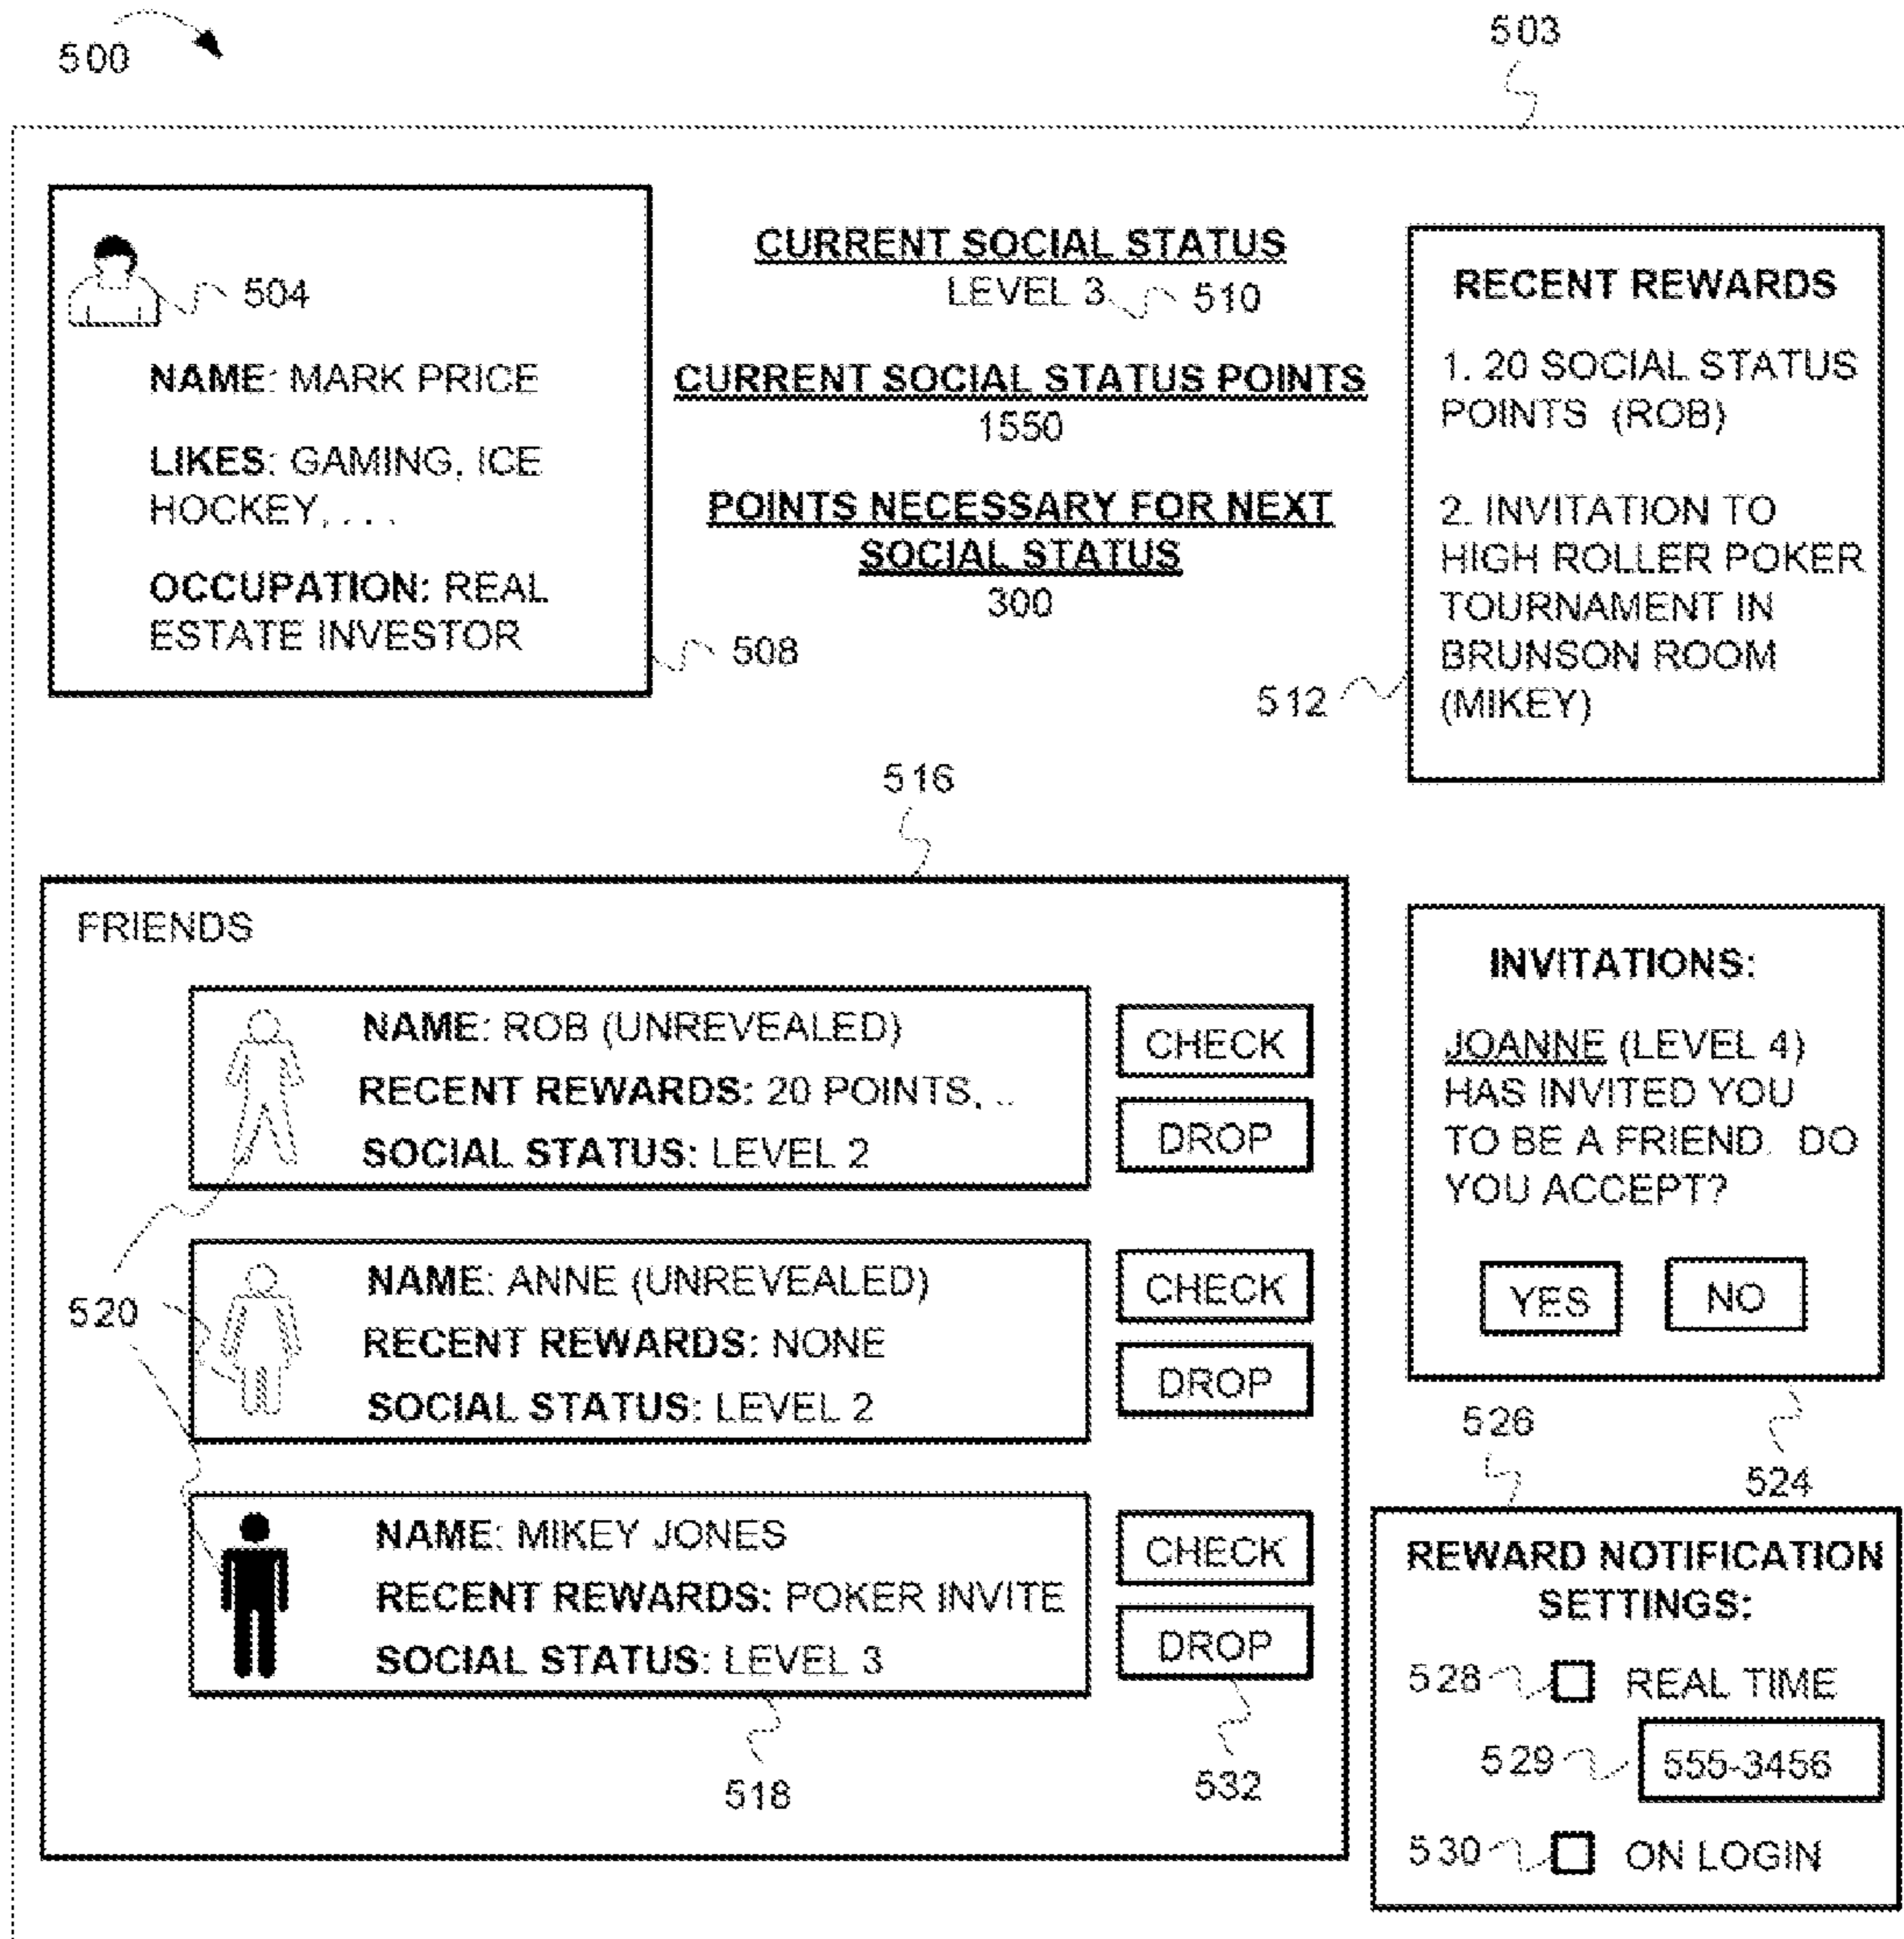 500
503
504
NAME: MARK PRICE
LIKES: GAMING, ICE
HOCKEY, . . .
OCCUPATION: REAL
ESTATE INVESTOR
508
CURRENT SOCIAL STATUS
LEVEL 3
510
CURRENT SOCIAL STATUS POINTS
1550
POINTS NECESSARY FOR NEXT
SOCIAL STATUS
300
RECENT REWARDS
1. 20 SOCIAL STATUS
POINTS (ROB)
2. INVITATION TO
HIGH ROLLER POKER
TOURNAMENT IN
BRUNSON ROOM
(MIKEY)
512
516
FRIENDS
NAME: ROB (UNREVEALED)
RECENT REWARDS: 20 POINTS, ..
SOCIAL STATUS: LEVEL 2
CHECK
DROP
NAME: ANNE (UNREVEALED)
RECENT REWARDS: NONE
SOCIAL STATUS: LEVEL 2
CHECK
DROP
520
NAME: MIKEY JONES
RECENT REWARDS: POKER INVITE
SOCIAL STATUS: LEVEL 3
CHECK
DROP
518
532
INVITATIONS:
JOANNE (LEVEL 4)
HAS INVITED YOU
TO BE A FRIEND. DO
YOU ACCEPT?
YES
NO
526
524
REWARD NOTIFICATION
SETTINGS:
528
REAL TIME
529
555-3456
530
ON LOGIN